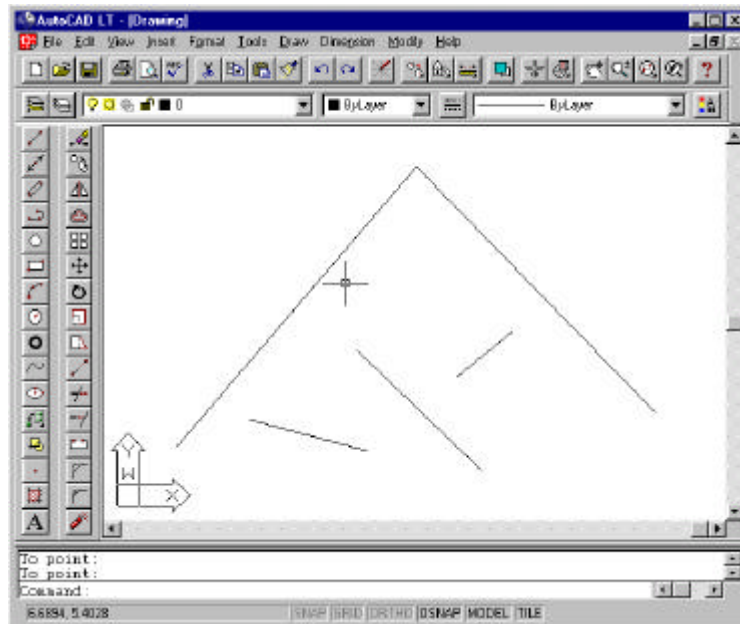 AutoCAD LT - [Drawing]
File Edit View Insert Format Tools Draw Dimension Modify Help
?
0 ByLayer ByLayer
A
Y
W
X
To point:
To point:
Command:
6.6894, 5.4028 SNAP GRID ORTHO OSNAP MODEL TILE